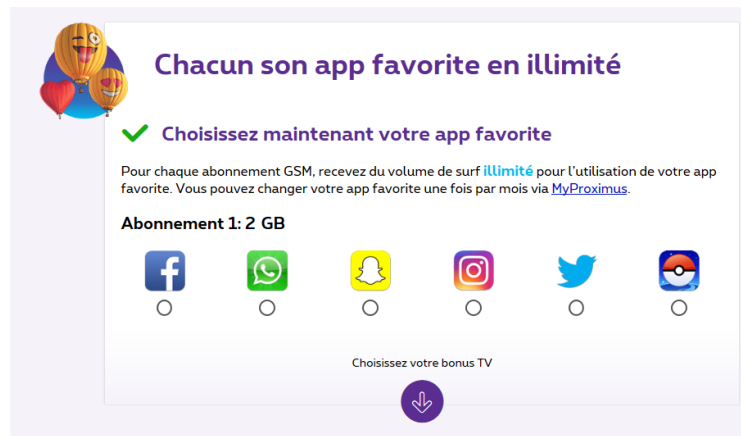 Chacun son app favorite en illimité
Choisissez maintenant votre app favorite
Pour chaque abonnement GSM, recevez du volume de surf illimité pour l'utilisation de votre app
favorite. Vous pouvez changer votre app favorite une fois par mois via MyProximus.
Abonnement 1: 2 GB
Choisissez votre bonus TV